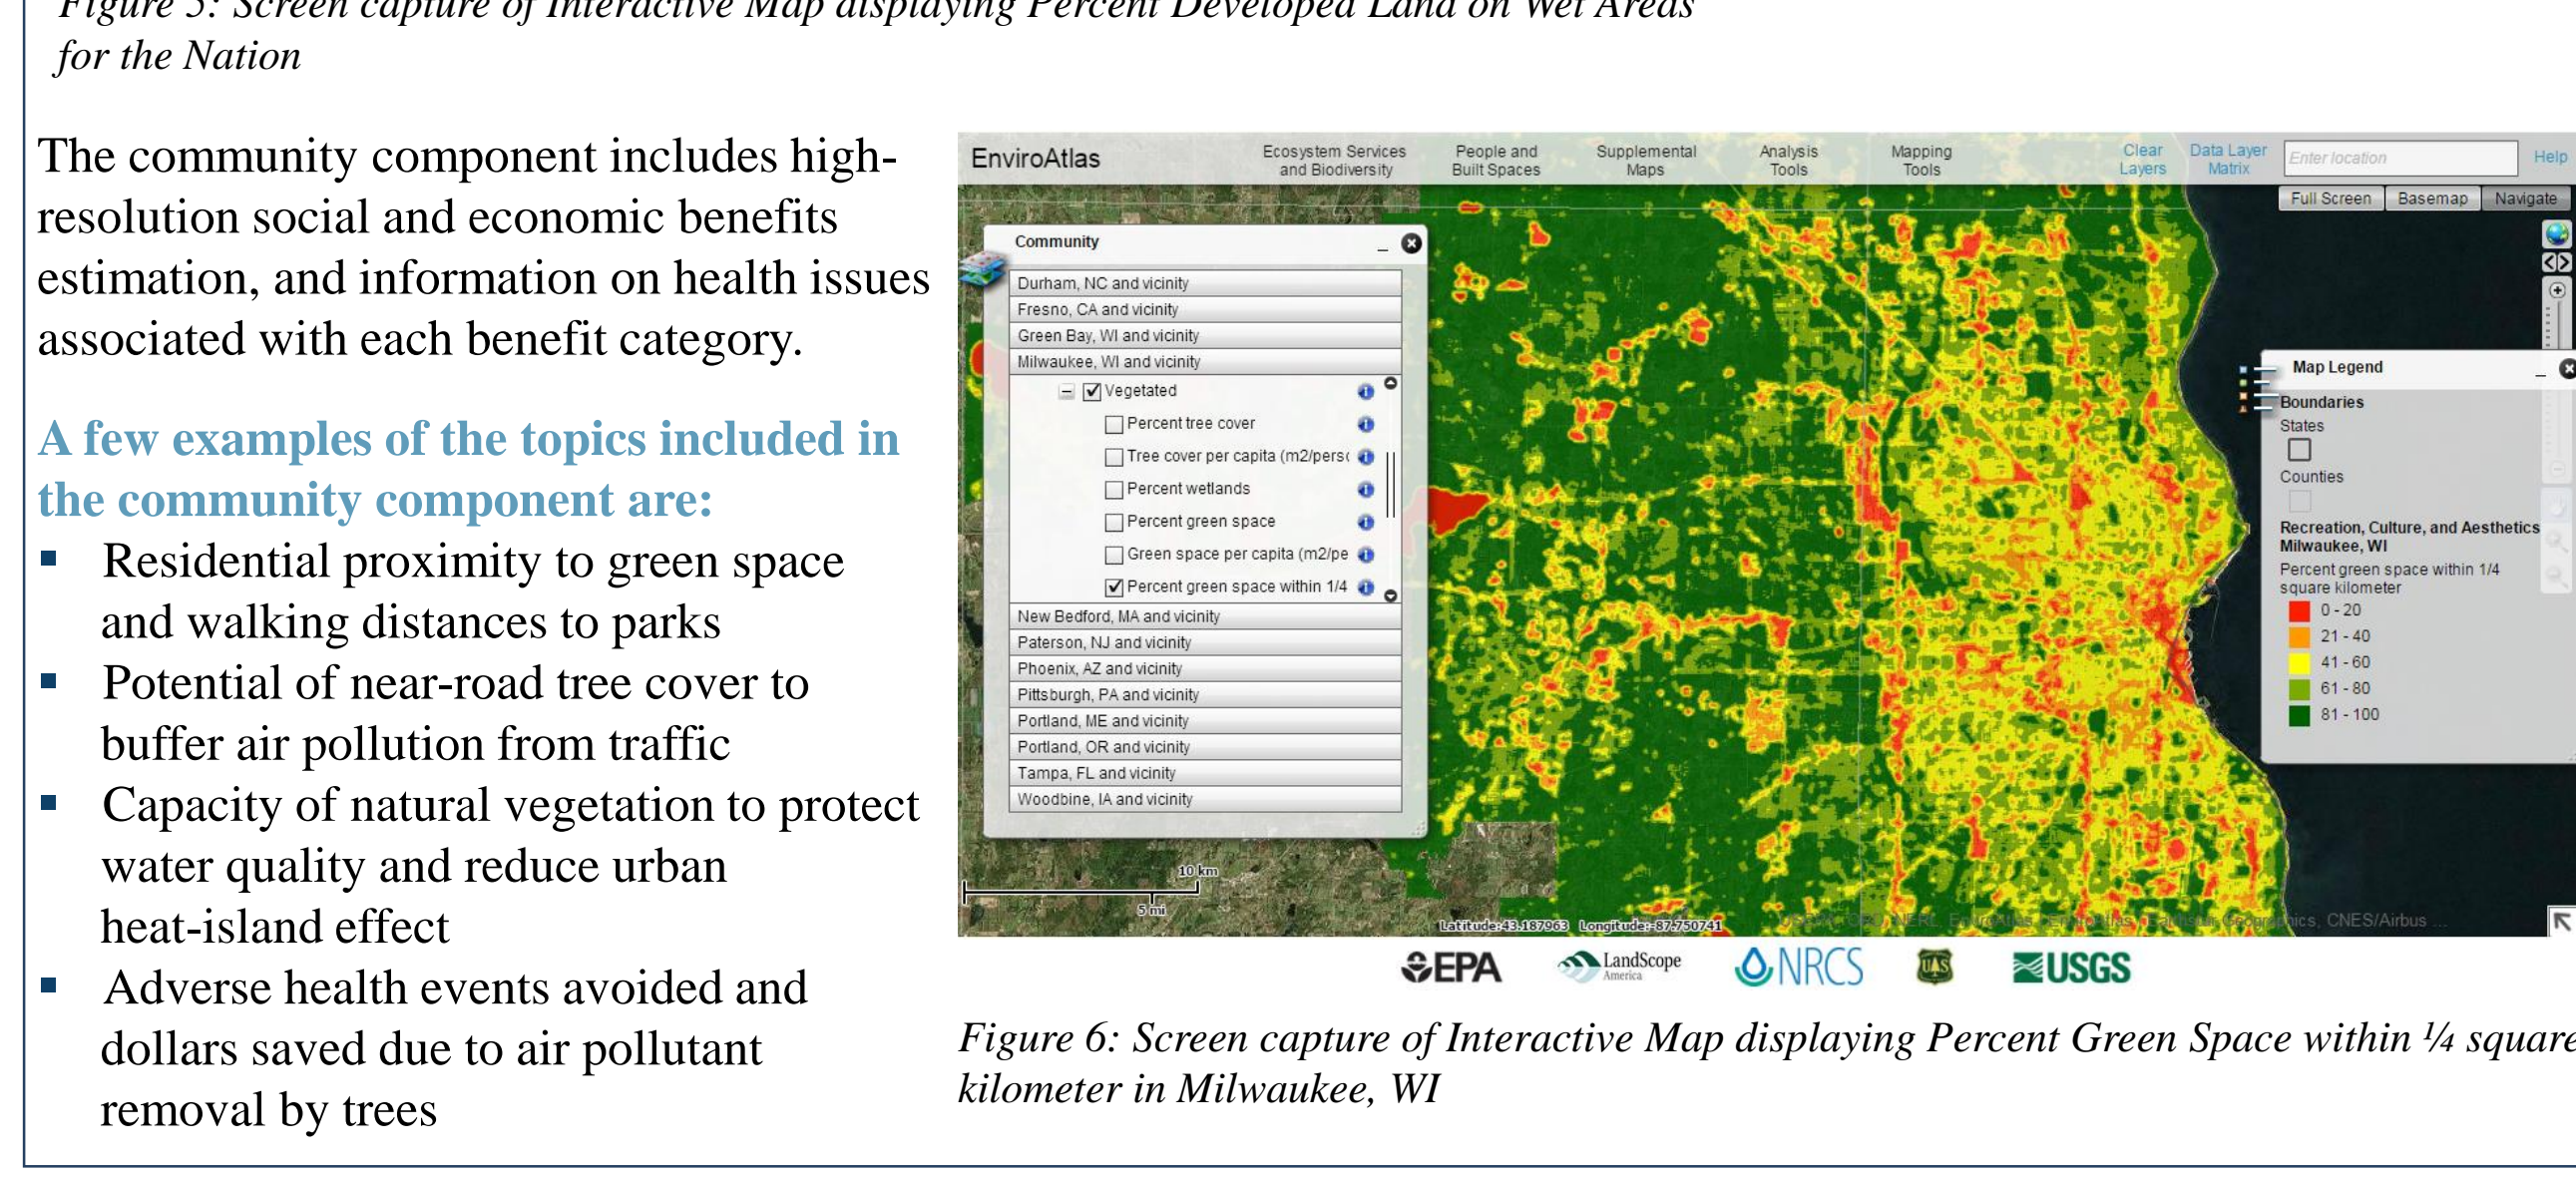 Figure 5: Screen capture of Interactive Map displaying Percent Developed Land on Wet Areas
for the Nation
The community component includes high-
resolution social and economic benefits
estimation, and information on health issues
associated with each benefit category.
A few examples of the topics included in
the community component are:
▪ Residential proximity to green space
and walking distances to parks
▪ Potential of near-road tree cover to
buffer air pollution from traffic
▪ Capacity of natural vegetation to protect
water quality and reduce urban
heat-island effect
▪ Adverse health events avoided and
dollars saved due to air pollutant
removal by trees
EnviroAtlas
Ecosystem Services
and Biodiversity
People and
Built Spaces
Supplemental
Maps
Analysis
Tools
Mapping
Tools
Clear
Layers
Data Layer
Matrix
Enter location
Help
Full Screen
Basemap
Navigate
Community
Durham, NC and vicinity
Fresno, CA and vicinity
Green Bay, WI and vicinity
Milwaukee, WI and vicinity
Vegetated
Percent tree cover
Tree cover per capita (m2/pers
Percent wetlands
Percent green space
Green space per capita (m2/pe
Percent green space within 1/4
New Bedford, MA and vicinity
Paterson, NJ and vicinity
Phoenix, AZ and vicinity
Pittsburgh, PA and vicinity
Portland, ME and vicinity
Portland, OR and vicinity
Tampa, FL and vicinity
Woodbine, IA and vicinity
Map Legend
Boundaries
States
Counties
Recreation, Culture, and Aesthetics
Milwaukee, WI
Percent green space within 1/4
square kilometer
0 - 20
21 - 40
41 - 60
61 - 80
81 - 100
10 km
5 mi
Latitude:43.187963 Longitude:-87.750741
CNES/Airbus ...
EPA
LandScope
America
NRCS
UAS
USGS
Figure 6: Screen capture of Interactive Map displaying Percent Green Space within ¼ square
kilometer in Milwaukee, WI